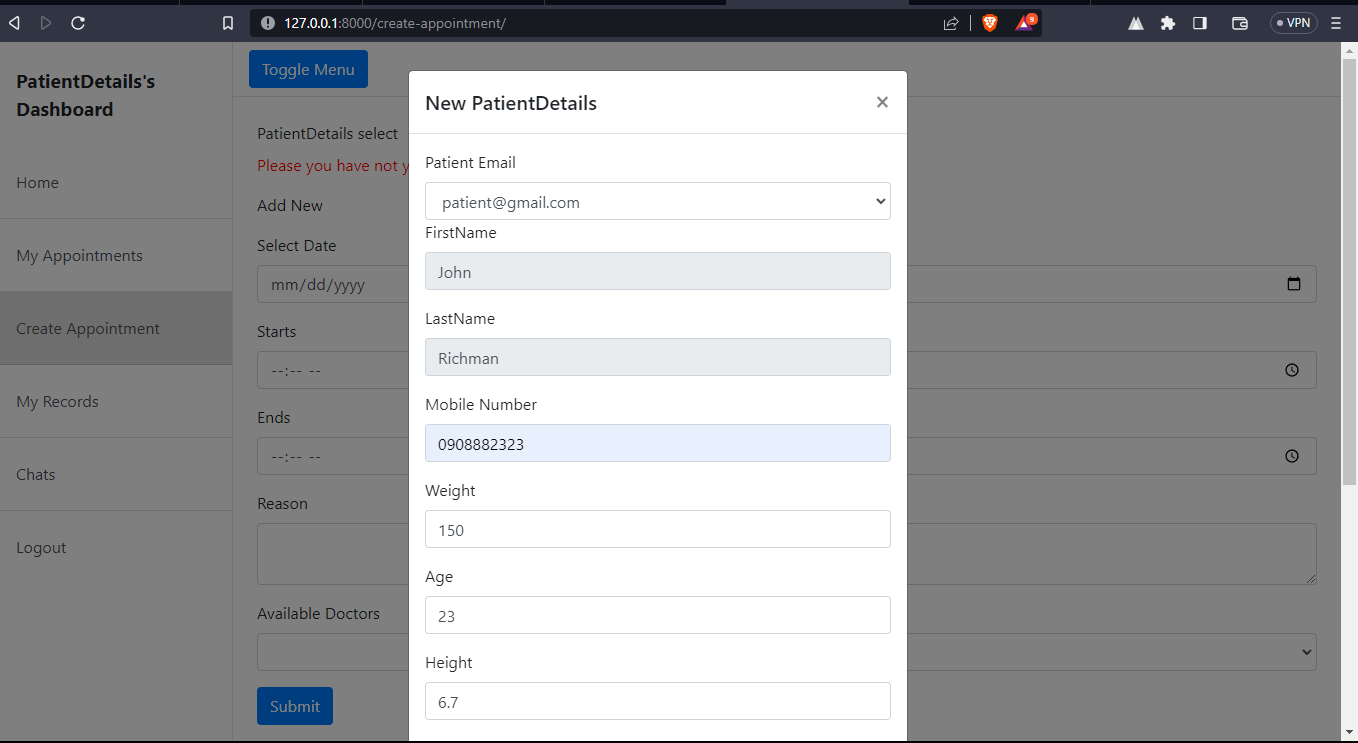 127.0.0.1:8000/create-appointment/
9
VPN
PatientDetails's
Dashboard
Home
My Appointments
Create Appointment
My Records
Chats
Logout
Toggle Menu
PatientDetails select
Please you have not y
Add New
Select Date
mm/dd/yyyy
Starts
--:-- --
Ends
--:-- --
Reason
Available Doctors
Submit
New PatientDetails
×
Patient Email
patient@gmail.com
FirstName
John
LastName
Richman
Mobile Number
0908882323
Weight
150
Age
23
Height
6.7